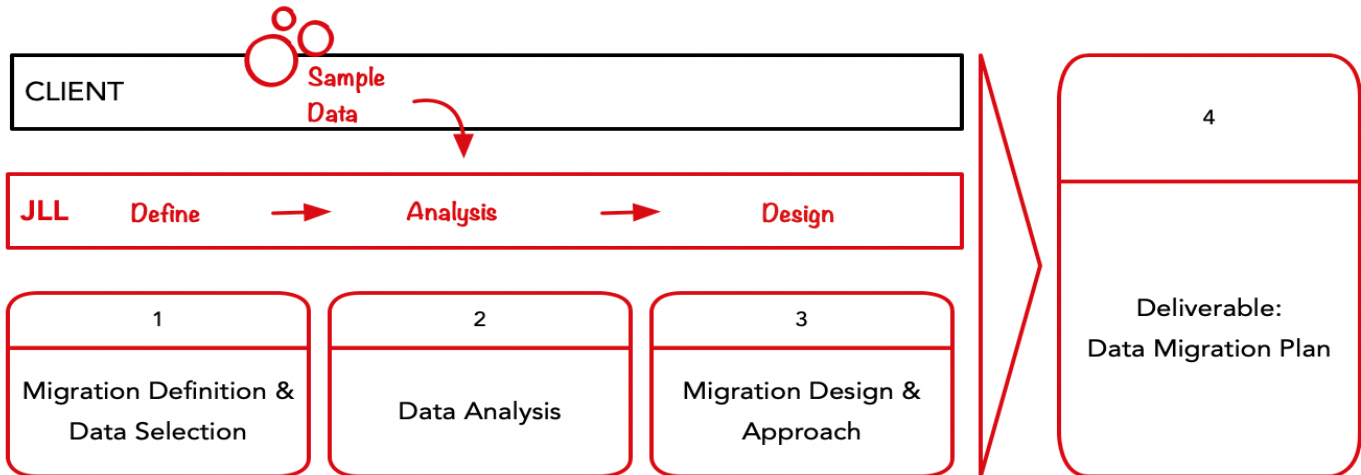 CLIENT
Sample
Data
JLL Define Analysis Design
1
Migration Definition &
Data Selection
2
Data Analysis
3
Migration Design &
Approach
4
Deliverable:
Data Migration Plan